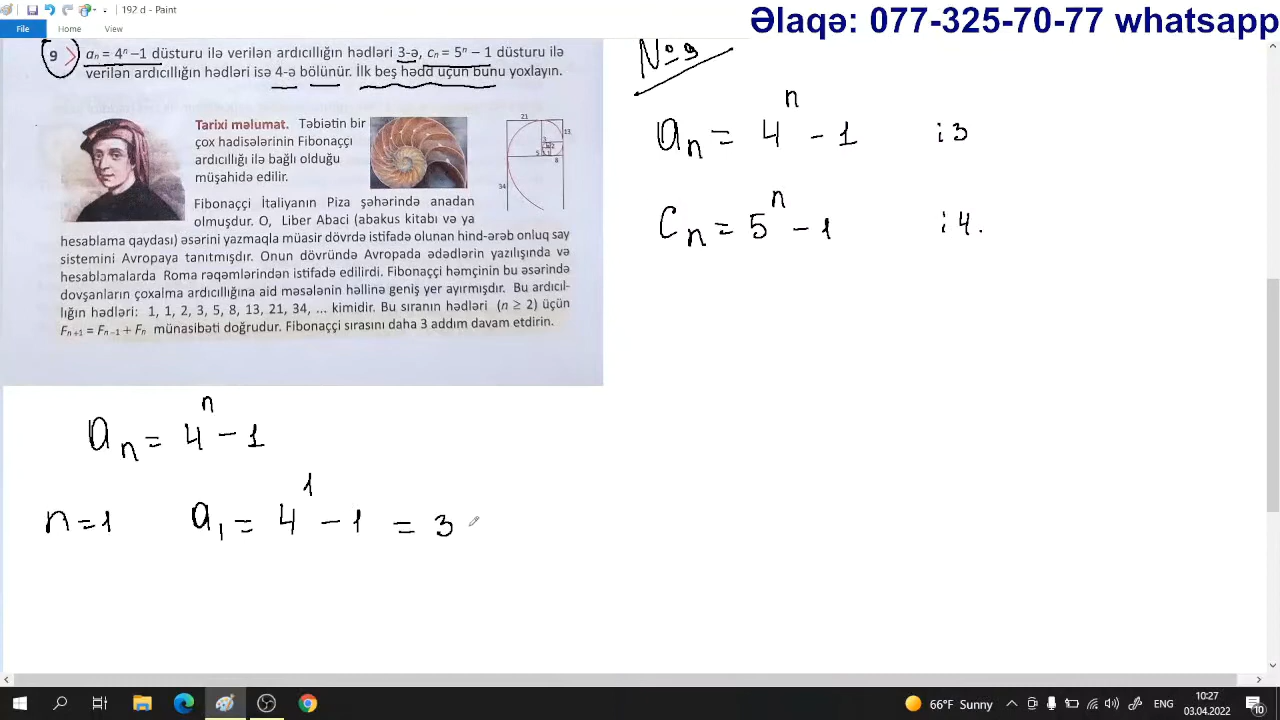 192 d - Paint
Əlaqə: 077-325-70-77 whatsapp
File Home View
9 aₙ = 4ⁿ −1 düsturu ilə verilən ardıcıllığın hədləri 3-ə, cₙ = 5ⁿ − 1 düsturu ilə
verilən ardıcıllığın hədləri isə 4-ə bölünür. İlk beş hədd üçün bunu yoxlayın.
Tarixi məlumat. Təbiətin bir
çox hadisələrinin Fibonaççi
ardıcıllığı ilə bağlı olduğu
müşahidə edilir.
21
13
8
5
34
Fibonaççi İtaliyanın Piza şəhərində anadan
olmuşdur. O, Liber Abaci (abakus kitabı və ya
hesablama qaydası) əsərini yazmaqla müasir dövrdə istifadə olunan hind-ərəb onluq say
sistemini Avropaya tanıtmışdır. Onun dövründə Avropada ədədlərin yazılışında və
hesablamalarda Roma rəqəmlərindən istifadə edilirdi. Fibonaççi həmçinin bu əsərində
dovşanların çoxalma ardıcıllığına aid məsələnin həllinə geniş yer ayırmışdır. Bu ardıcıl-
lığın hədləri: 1, 1, 2, 3, 5, 8, 13, 21, 34, ... kimidir. Bu sıranın hədləri (n ≥ 2) üçün
Fₙ₊₁ = Fₙ₋₁ + Fₙ münasibəti doğrudur. Fibonaççi sırasını daha 3 addım davam etdirin.
№ 9
aₙ = 4ⁿ - 1 ⋮ 3
Cₙ = 5ⁿ - 1 ⋮ 4.
aₙ = 4ⁿ - 1
n = 1 a₁ = 4¹ - 1 = 3
66°F Sunny
ENG
10:27
03.04.2022
10